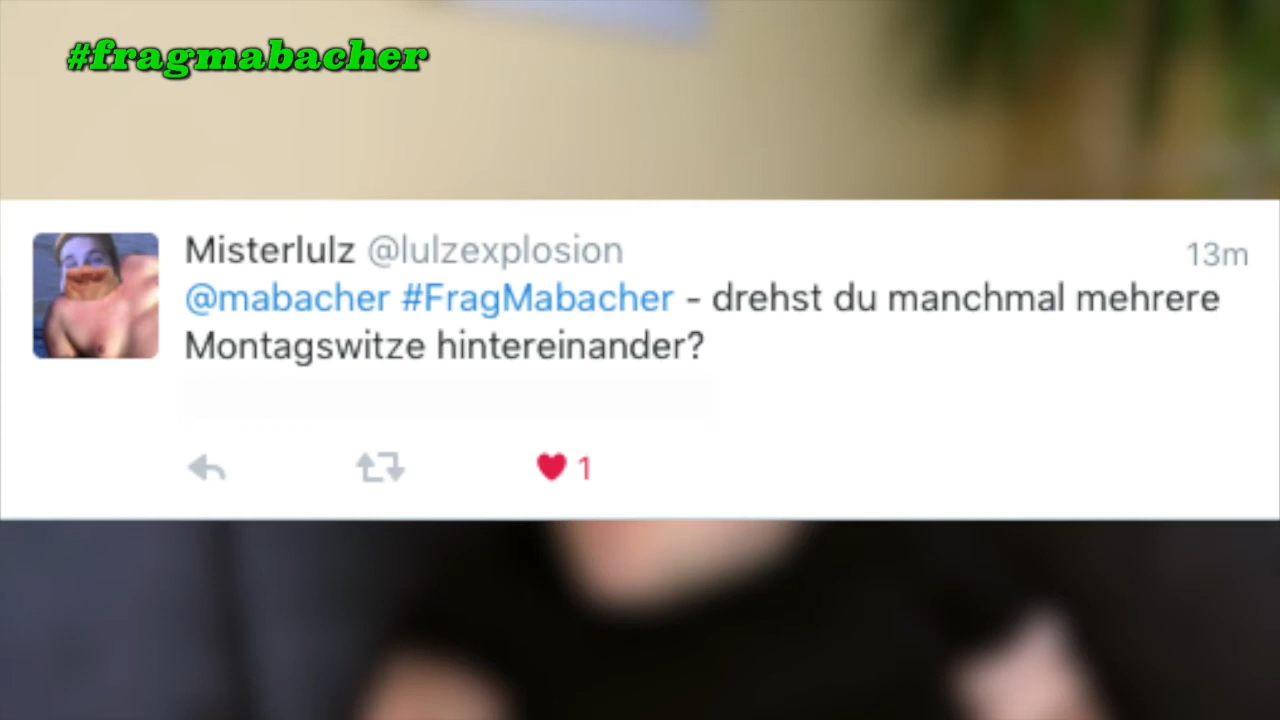 #fragmabacher
Misterlulz @lulzexplosion 13m
@mabacher #FragMabacher - drehst du manchmal mehrere
Montagswitze hintereinander?
1